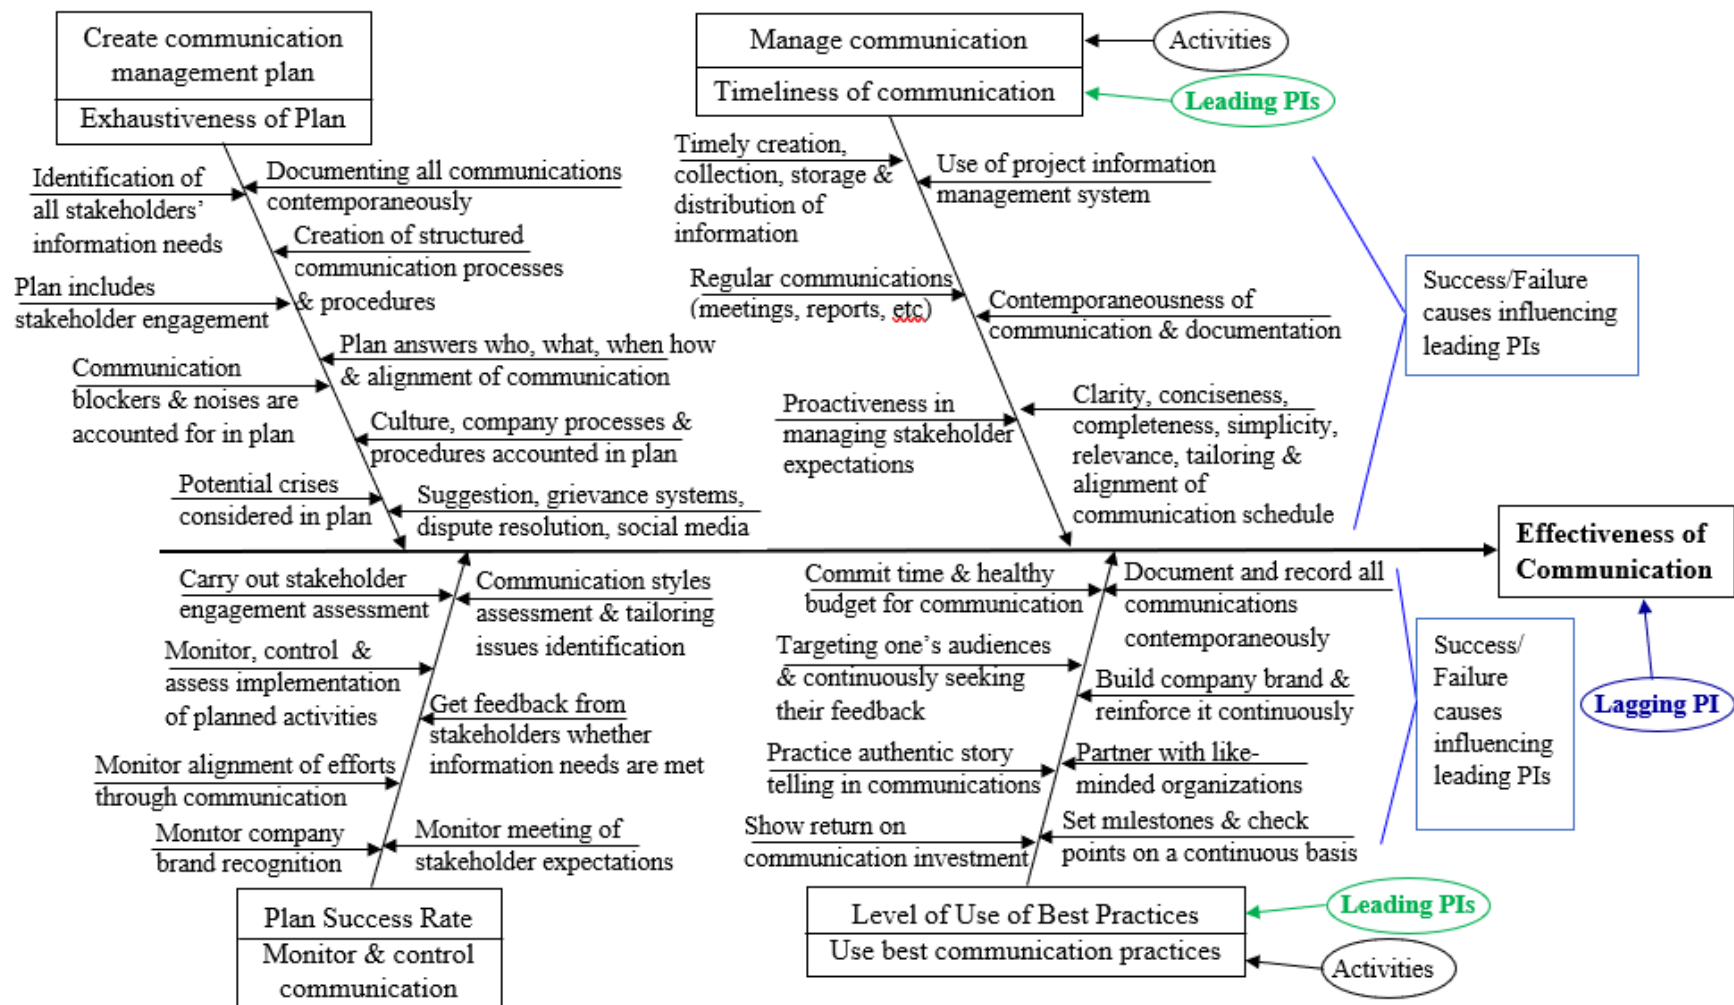 Create communication
management plan
Exhaustiveness of Plan
Manage communication
Timeliness of communication
Activities
Leading PIs
Identification of
all stakeholders’
information needs
Documenting all communications
contemporaneously
Creation of structured
communication processes
& procedures
Plan includes
stakeholder engagement
Plan answers who, what, when how
& alignment of communication
Communication
blockers & noises are
accounted for in plan
Culture, company processes &
procedures accounted in plan
Potential crises
considered in plan
Suggestion, grievance systems,
dispute resolution, social media
Timely creation,
collection, storage &
distribution of
information
Use of project information
management system
Regular communications
(meetings, reports, etc)
Contemporaneousness of
communication & documentation
Proactiveness in
managing stakeholder
expectations
Clarity, conciseness,
completeness, simplicity,
relevance, tailoring &
alignment of
communication schedule
Success/Failure
causes influencing
leading PIs
Effectiveness of
Communication
Lagging PI
Carry out stakeholder
engagement assessment
Communication styles
assessment & tailoring
issues identification
Monitor, control &
assess implementation
of planned activities
Get feedback from
stakeholders whether
information needs are met
Monitor alignment of efforts
through communication
Monitor company
brand recognition
Monitor meeting of
stakeholder expectations
Plan Success Rate
Monitor & control
communication
Commit time & healthy
budget for communication
Document and record all
communications
contemporaneously
Targeting one’s audiences
& continuously seeking
their feedback
Build company brand &
reinforce it continuously
Practice authentic story
telling in communications
Partner with like-
minded organizations
Show return on
communication investment
Set milestones & check
points on a continuous basis
Success/
Failure
causes
influencing
leading PIs
Level of Use of Best Practices
Use best communication practices
Leading PIs
Activities